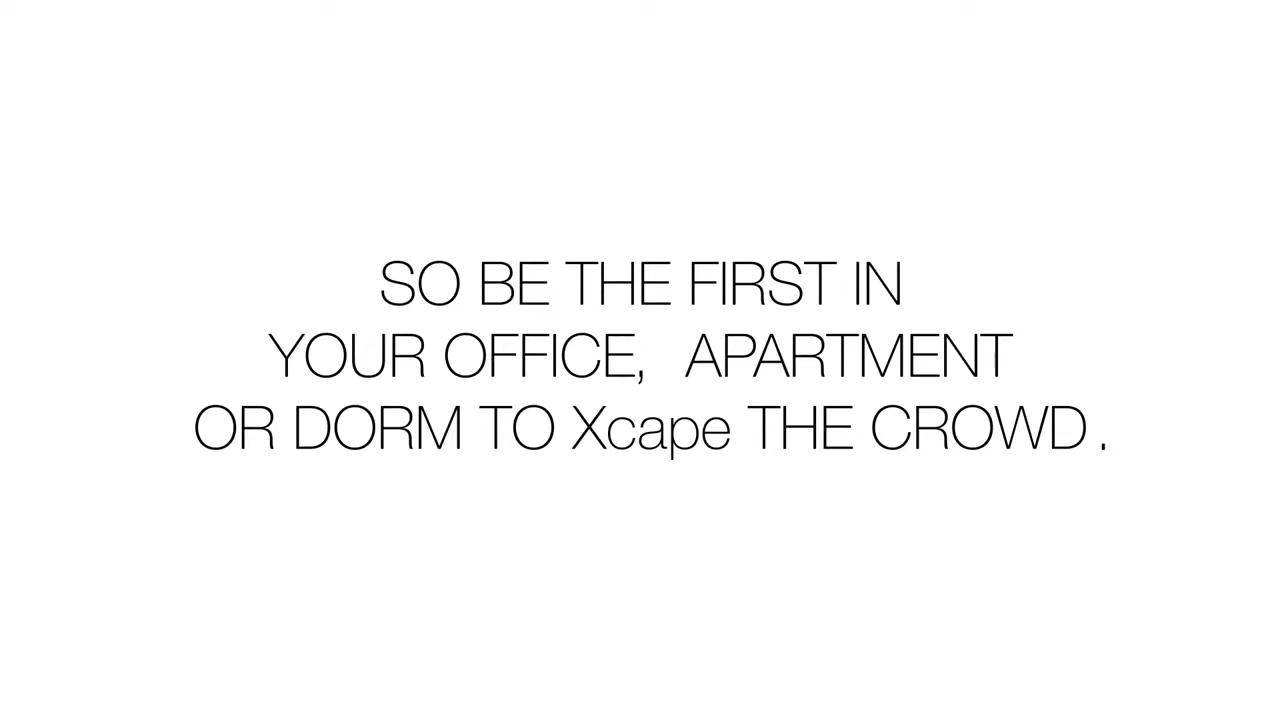 SO BE THE FIRST IN
YOUR OFFICE, APARTMENT
OR DORM TO Xcape THE CROWD .